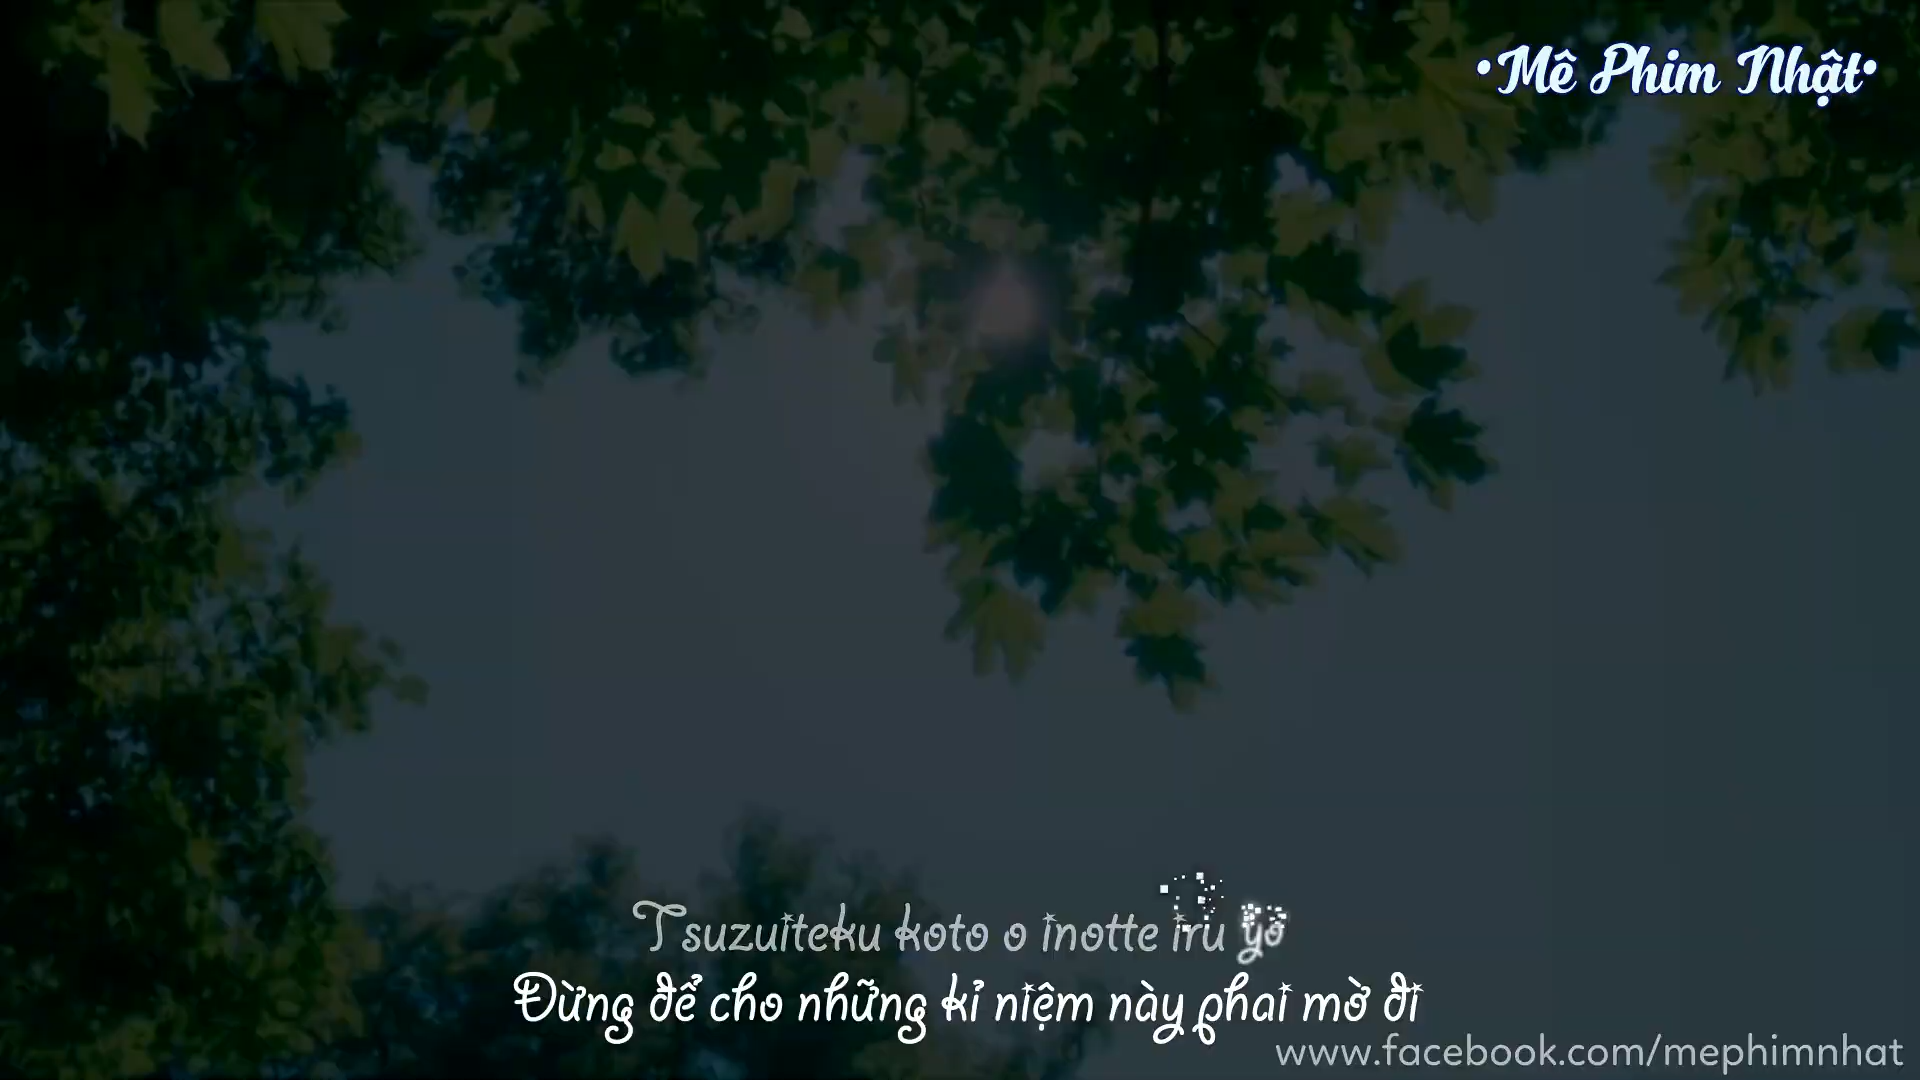 •Mê Phim Nhật•
Tsuzuiteku koto o inotte iru yo
Đừng để cho những kỉ niệm này phai mờ đi
www.facebook.com/mephimnhat